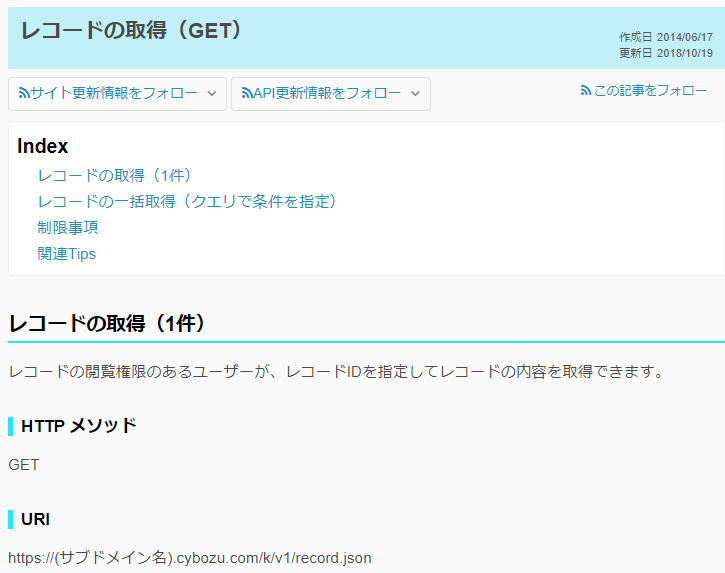 レコードの取得（GET）
作成日 2014/06/17
更新日 2018/10/19
サイト更新情報をフォロー
API更新情報をフォロー
この記事をフォロー
Index
レコードの取得（1件）
レコードの一括取得（クエリで条件を指定）
制限事項
関連Tips
レコードの取得（1件）
レコードの閲覧権限のあるユーザーが、レコードIDを指定してレコードの内容を取得できます。
HTTP メソッド
GET
URI
https://(サブドメイン名).cybozu.com/k/v1/record.json